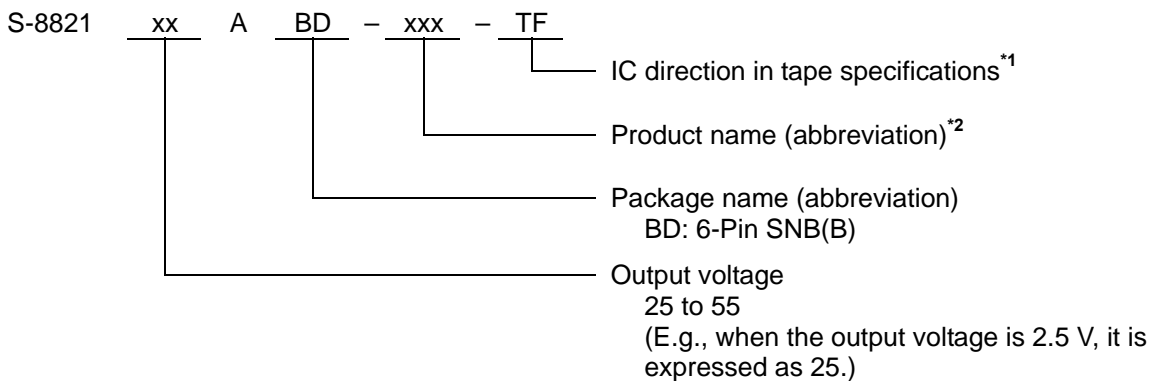 S-8821 xx A BD – xxx – TF
IC direction in tape specifications*1
Product name (abbreviation)*2
Package name (abbreviation)
BD: 6-Pin SNB(B)
Output voltage
25 to 55
(E.g., when the output voltage is 2.5 V, it is
expressed as 25.)